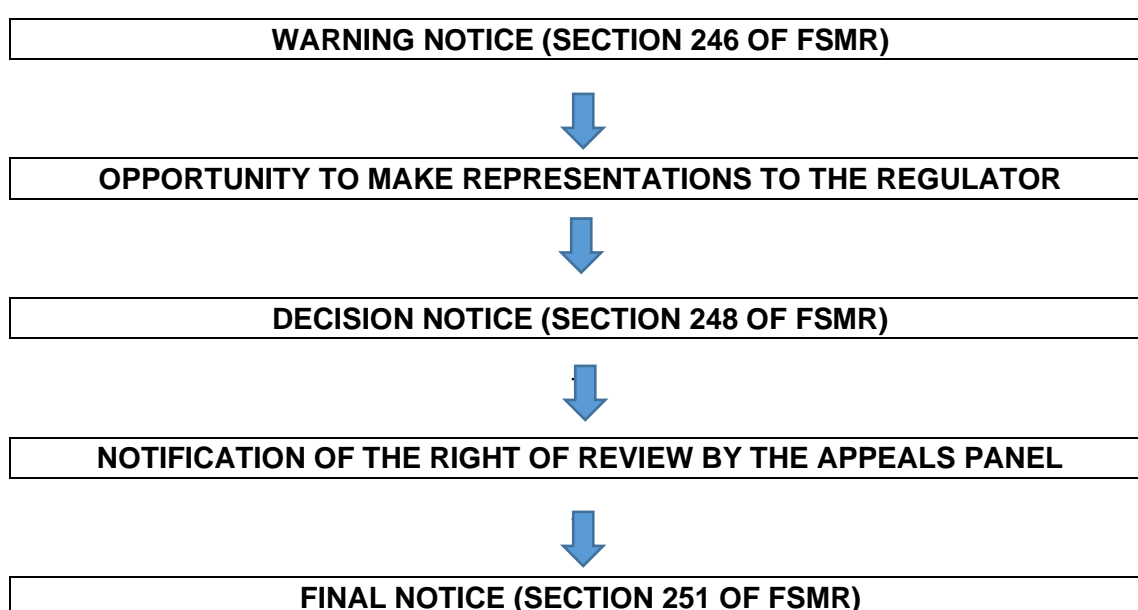 WARNING NOTICE (SECTION 246 OF FSMR)
OPPORTUNITY TO MAKE REPRESENTATIONS TO THE REGULATOR
DECISION NOTICE (SECTION 248 OF FSMR)
NOTIFICATION OF THE RIGHT OF REVIEW BY THE APPEALS PANEL
FINAL NOTICE (SECTION 251 OF FSMR)